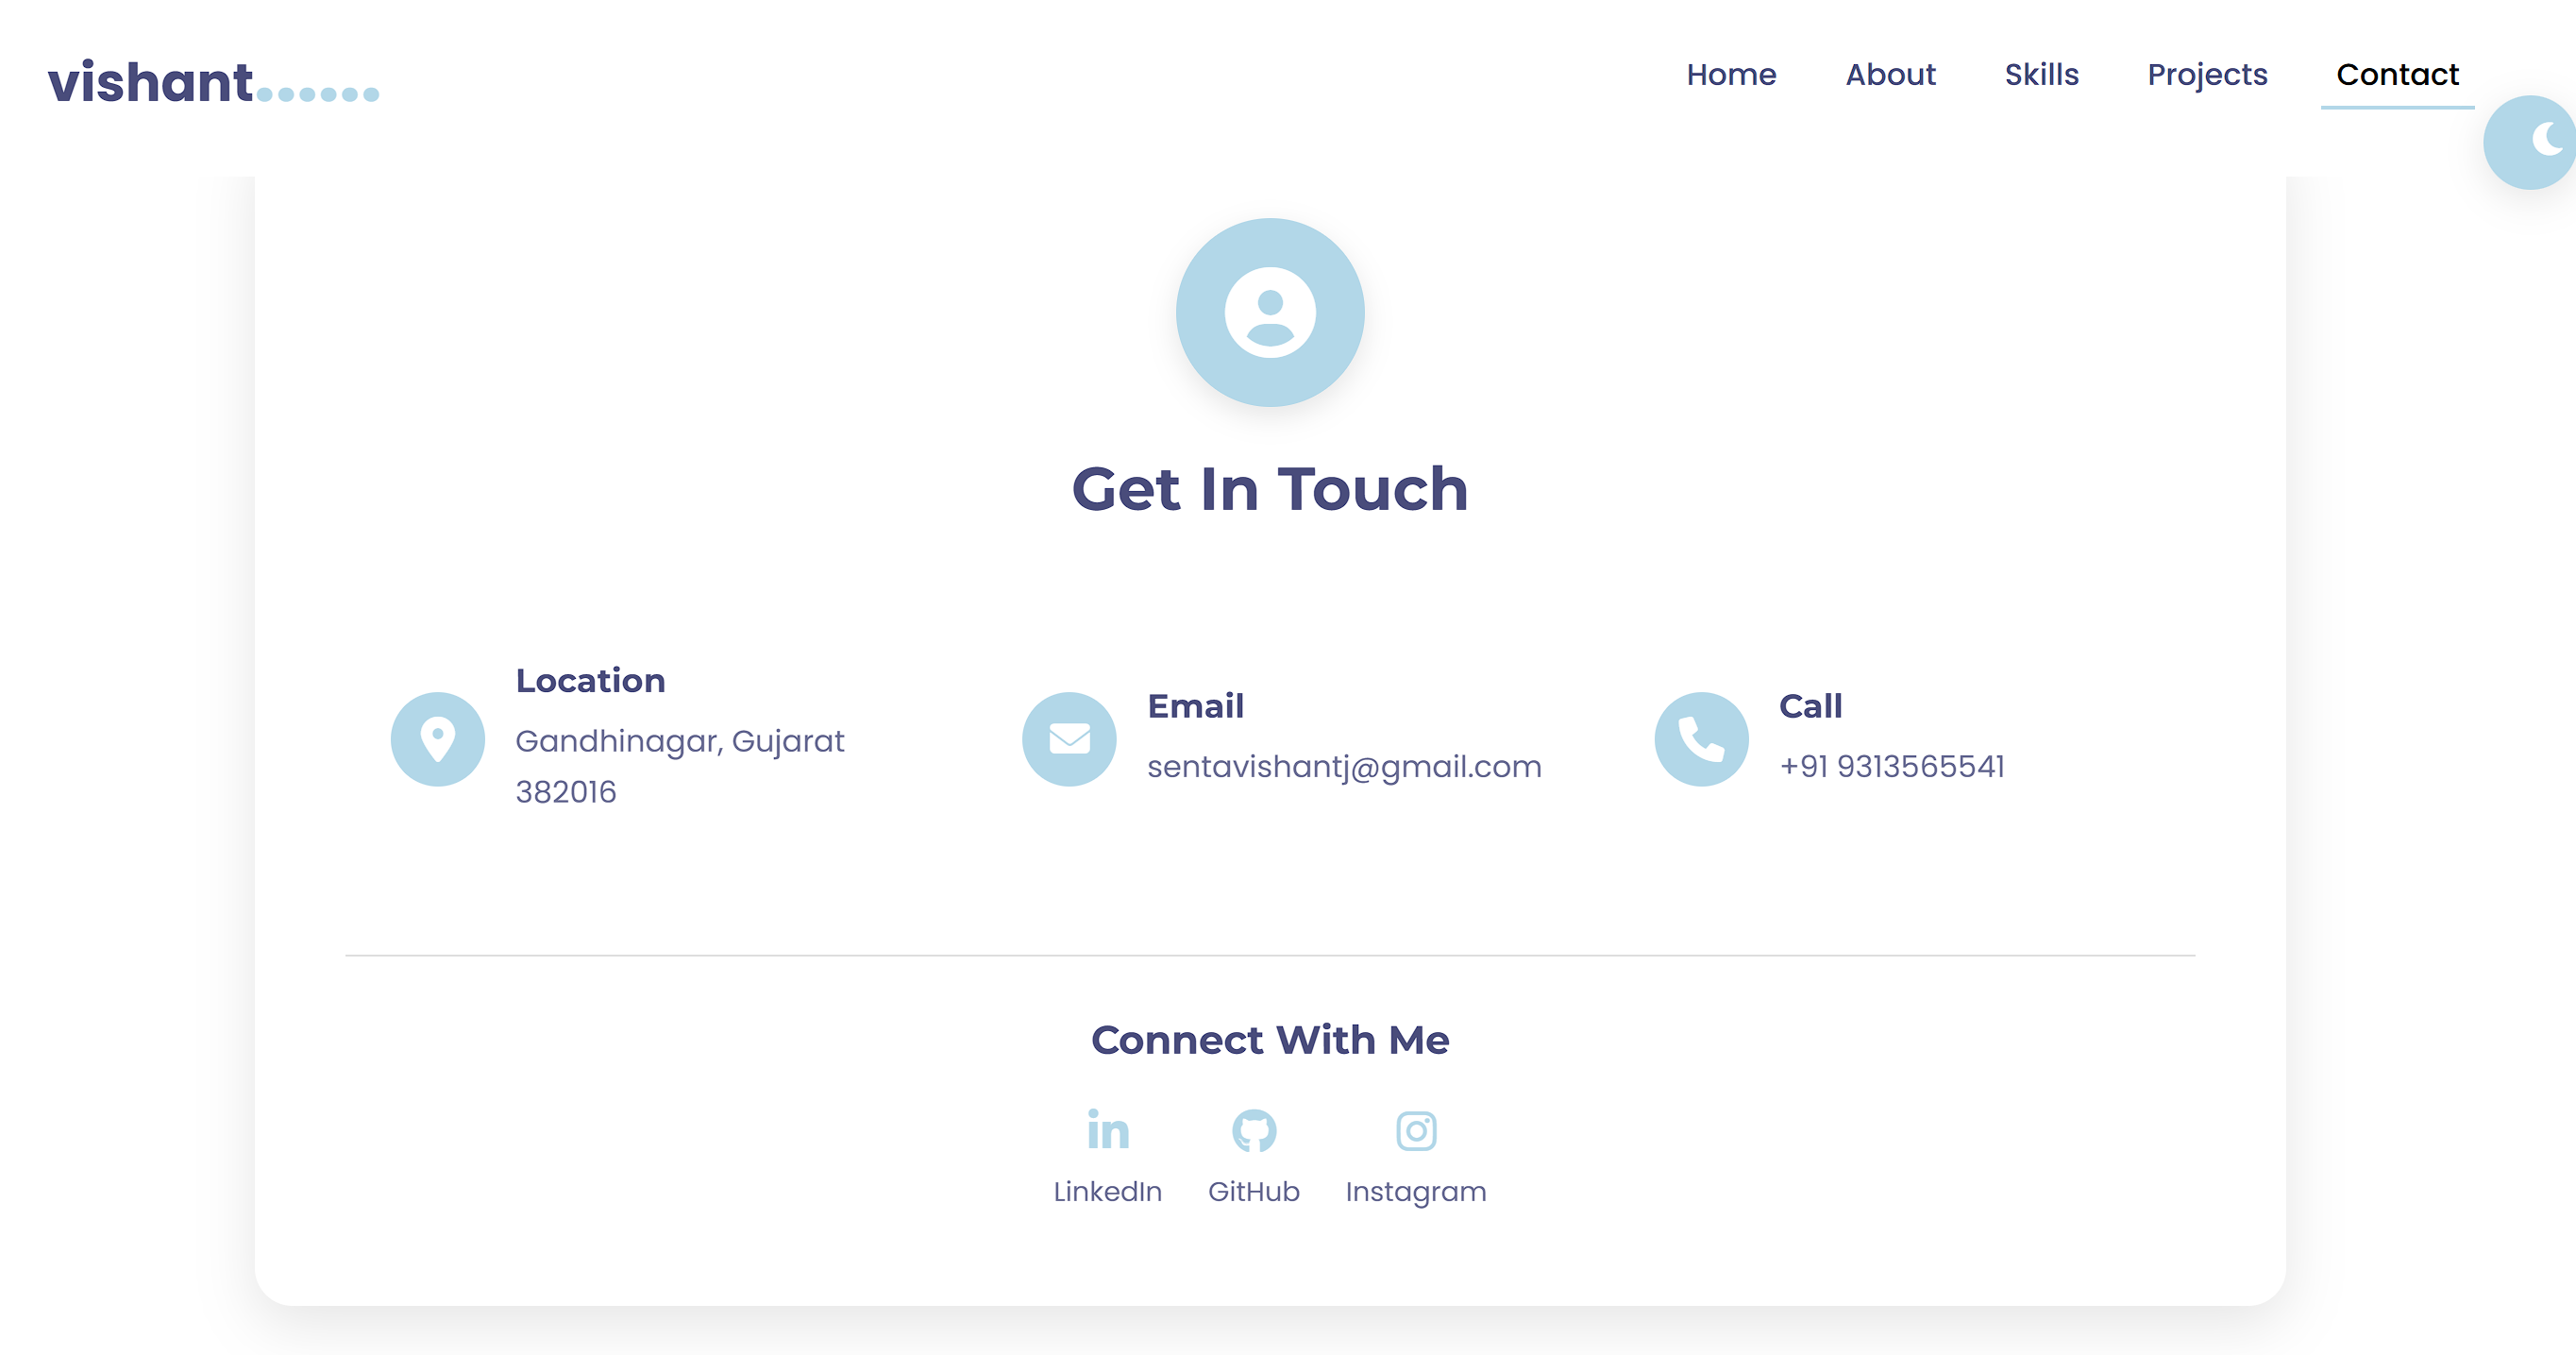 vishant......
Home About Skills Projects Contact
Get In Touch
Location
Gandhinagar, Gujarat
382016
Email
sentavishantj@gmail.com
Call
+91 9313565541
Connect With Me
LinkedIn GitHub Instagram